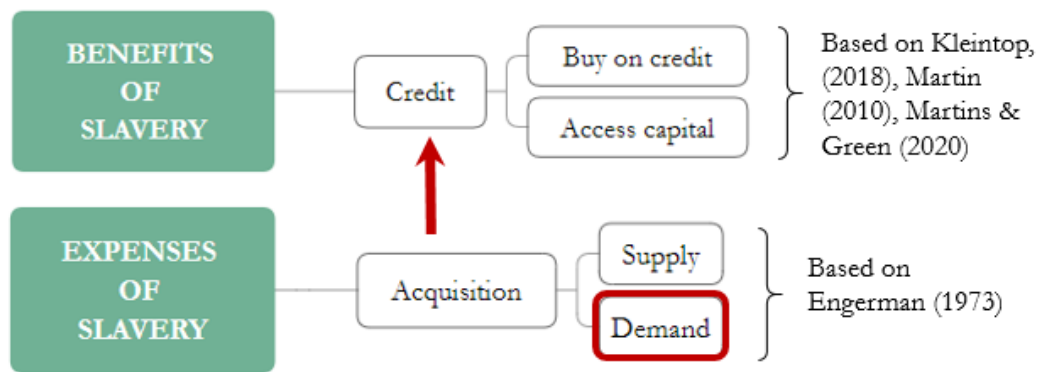 BENEFITS
OF
SLAVERY
Credit
Buy on credit
Access capital
Based on Kleintop,
(2018), Martin
(2010), Martins &
Green (2020)
EXPENSES
OF
SLAVERY
Acquisition
Supply
Demand
Based on
Engerman (1973)